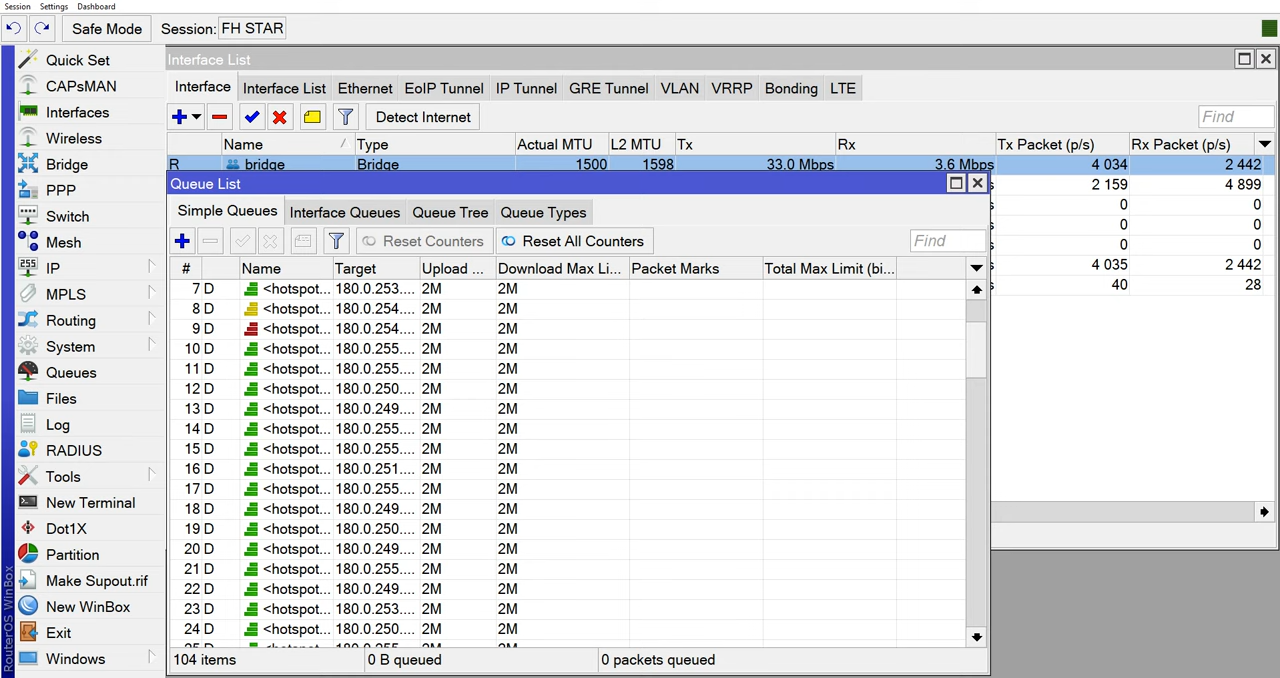 Session Settings Dashboard
Safe Mode Session: FH STAR
Quick Set
CAPsMAN
Interfaces
Wireless
Bridge
PPP
Switch
Mesh
IP
MPLS
Routing
System
Queues
Files
Log
RADIUS
Tools
New Terminal
Dot1X
Partition
Make Supout.rif
New WinBox
Exit
Windows
RouterOS WinBox
Interface List
Interface Interface List Ethernet EoIP Tunnel IP Tunnel GRE Tunnel VLAN VRRP Bonding LTE
Detect Internet Find
Name / Type Actual MTU L2 MTU Tx Rx Tx Packet (p/s) Rx Packet (p/s)
R bridge Bridge 1500 1598 33.0 Mbps 3.6 Mbps 4 034 2 442
2 159 4 899
0 0
0 0
0 0
4 035 2 442
40 28
Queue List
Simple Queues Interface Queues Queue Tree Queue Types
Reset Counters Reset All Counters Find
# Name Target Upload ... Download Max Li... Packet Marks Total Max Limit (bi...
7 D <hotspot... 180.0.253.... 2M 2M
8 D <hotspot... 180.0.254.... 2M 2M
9 D <hotspot... 180.0.254.... 2M 2M
10 D <hotspot... 180.0.255.... 2M 2M
11 D <hotspot... 180.0.255.... 2M 2M
12 D <hotspot... 180.0.250.... 2M 2M
13 D <hotspot... 180.0.249.... 2M 2M
14 D <hotspot... 180.0.255.... 2M 2M
15 D <hotspot... 180.0.255.... 2M 2M
16 D <hotspot... 180.0.251.... 2M 2M
17 D <hotspot... 180.0.255.... 2M 2M
18 D <hotspot... 180.0.249.... 2M 2M
19 D <hotspot... 180.0.250.... 2M 2M
20 D <hotspot... 180.0.249.... 2M 2M
21 D <hotspot... 180.0.255.... 2M 2M
22 D <hotspot... 180.0.249.... 2M 2M
23 D <hotspot... 180.0.253.... 2M 2M
24 D <hotspot... 180.0.250.... 2M 2M
104 items 0 B queued 0 packets queued